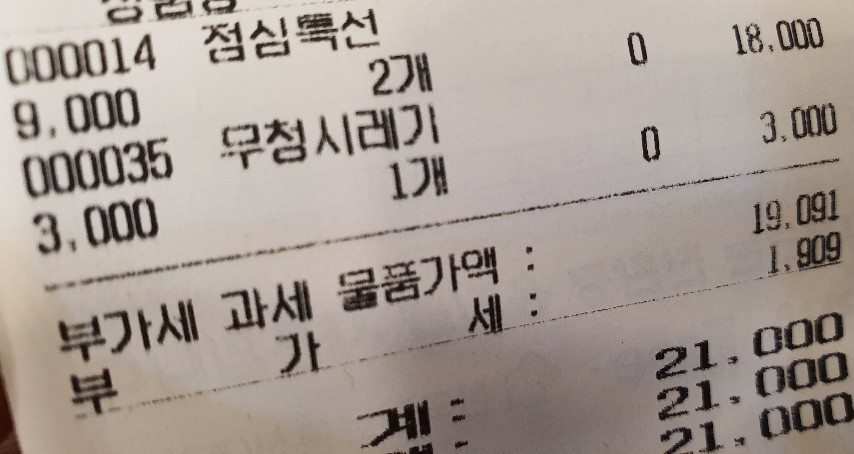 000014 점심특선
9,000 2개 0 18,000
000035 무청시레기
3,000 1개 0 3,000
부가세 과세 물품가액 : 19,091
부 가 세 : 1,909
계 : 21,000
21,000
21,000